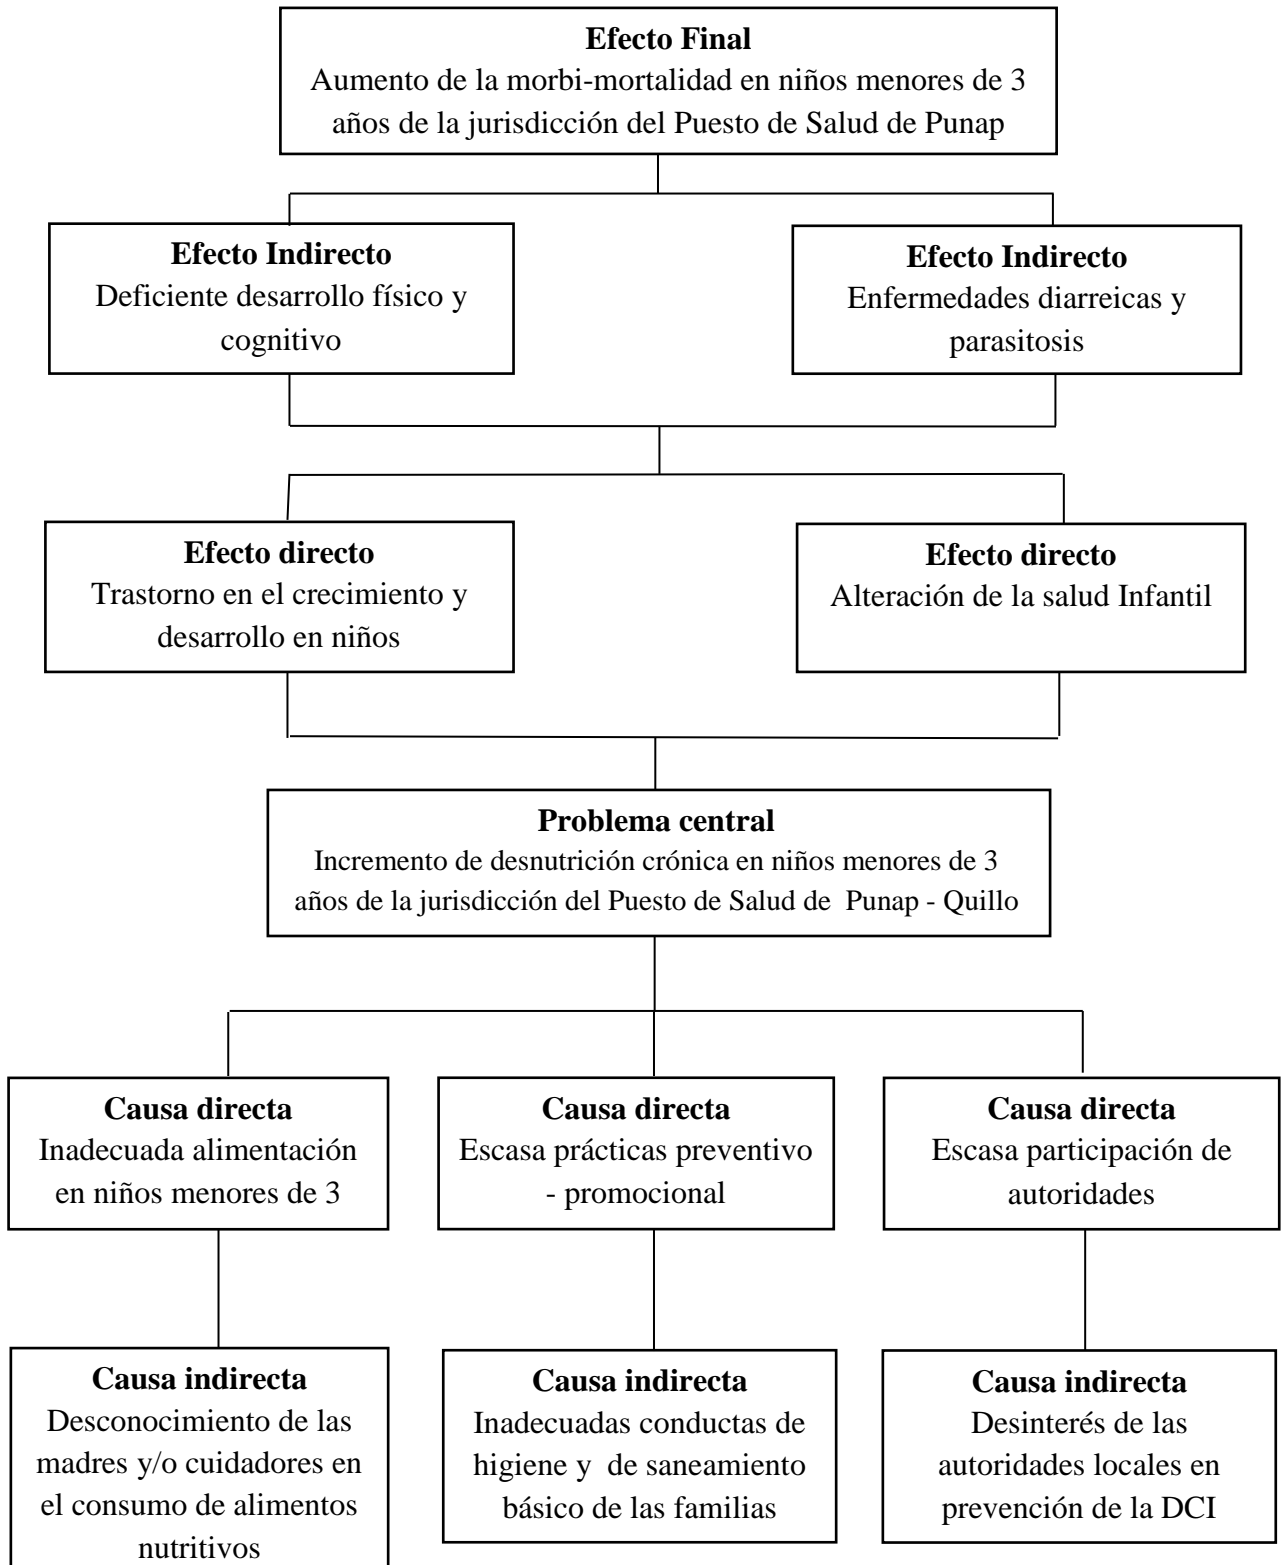 Efecto Final
Aumento de la morbi-mortalidad en niños menores de 3
años de la jurisdicción del Puesto de Salud de Punap
Efecto Indirecto
Deficiente desarrollo físico y
cognitivo
Efecto Indirecto
Enfermedades diarreicas y
parasitosis
Efecto directo
Trastorno en el crecimiento y
desarrollo en niños
Efecto directo
Alteración de la salud Infantil
Problema central
Incremento de desnutrición crónica en niños menores de 3
años de la jurisdicción del Puesto de Salud de Punap - Quillo
Causa directa
Inadecuada alimentación
en niños menores de 3
Causa directa
Escasa prácticas preventivo
- promocional
Causa directa
Escasa participación de
autoridades
Causa indirecta
Desconocimiento de las
madres y/o cuidadores en
el consumo de alimentos
nutritivos
Causa indirecta
Inadecuadas conductas de
higiene y de saneamiento
básico de las familias
Causa indirecta
Desinterés de las
autoridades locales en
prevención de la DCI